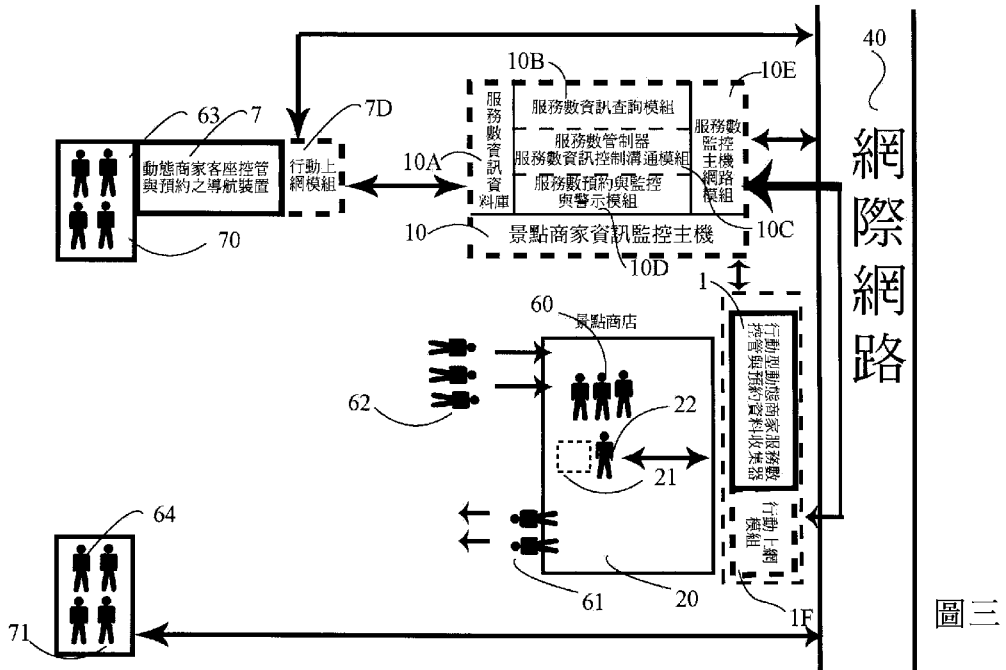 40
10B
10E
7D
7
63
服務數資訊查詢模組
服務數資訊資料庫
服務數監控主機網路模組
服務數管制器
服務數資訊控制溝通模組
10A
動態商家客座控管
與預約之導航裝置
行動上
網模組
服務數預約與監控
與警示模組
10
景點商家資訊監控主機
10C
70
10D
網際網路
1
60
景點商店
行動型動態商家服務數
控管與預約資料收集器
62
22
21
行動上網
模組
64
61
20
1F
圖三
71